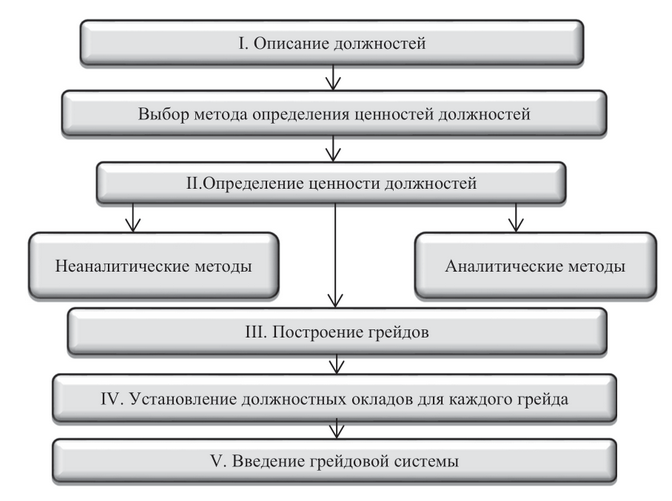 I. Описание должностей
Выбор метода определения ценностей должностей
II.Определение ценности должностей
Неаналитические методы
Аналитические методы
III. Построение грейдов
IV. Установление должностных окладов для каждого грейда
V. Введение грейдовой системы